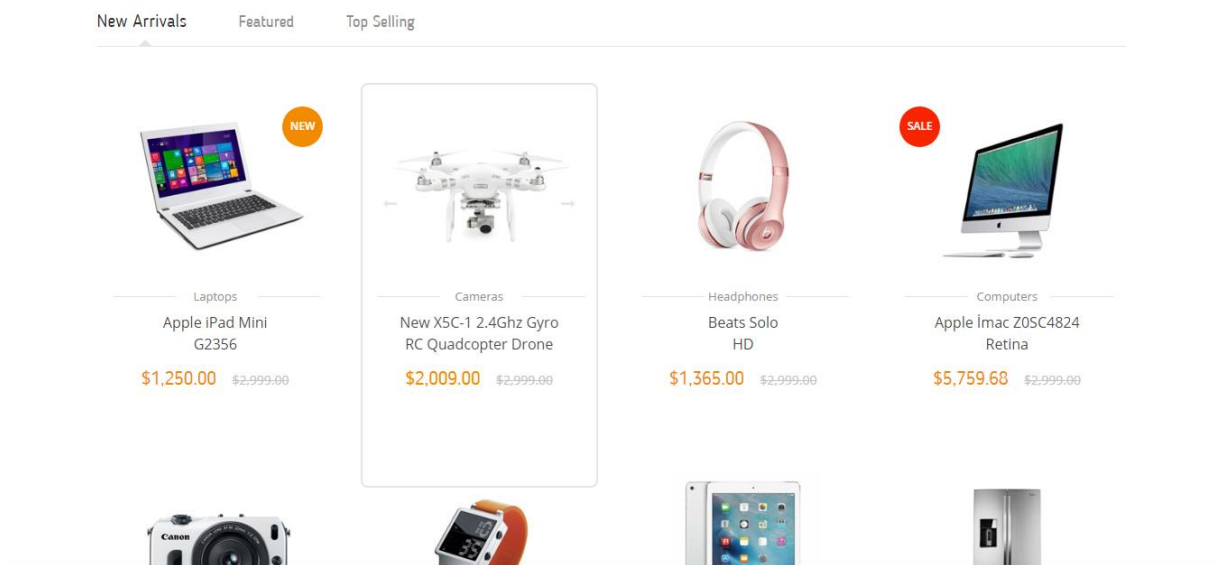 New Arrivals Featured Top Selling
NEW
SALE
Laptops
Apple iPad Mini
G2356
$1,250.00 $2,999.00
Cameras
New X5C-1 2.4Ghz Gyro
RC Quadcopter Drone
$2,009.00 $2,999.00
Headphones
Beats Solo
HD
$1,365.00 $2,999.00
Computers
Apple İmac Z0SC4824
Retina
$5,759.68 $2,999.00
Canon